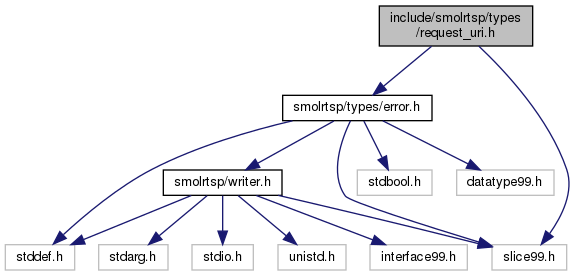 include/smolrtsp/types
/request_uri.h
smolrtsp/types/error.h
smolrtsp/writer.h
stdbool.h
datatype99.h
stddef.h
stdarg.h
stdio.h
unistd.h
interface99.h
slice99.h